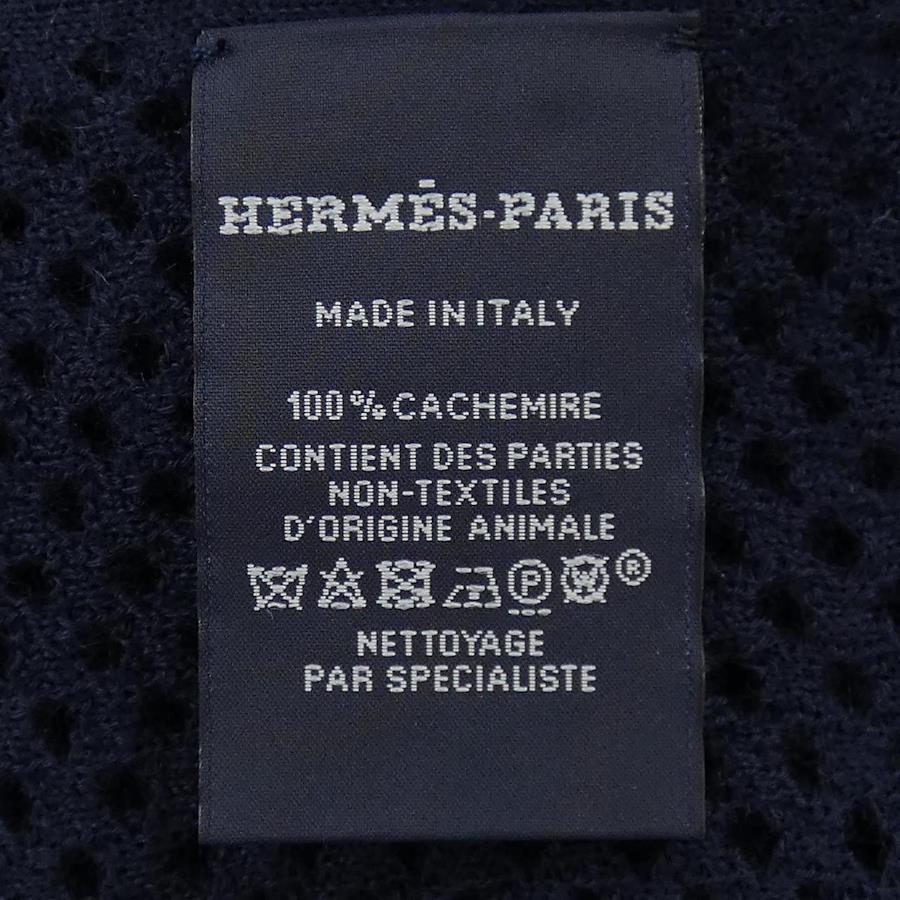 HERMÈS-PARIS
MADE IN ITALY
100% CACHEMIRE
CONTIENT DES PARTIES
NON-TEXTILES
D'ORIGINE ANIMALE
P W ®
NETTOYAGE
PAR SPECIALISTE